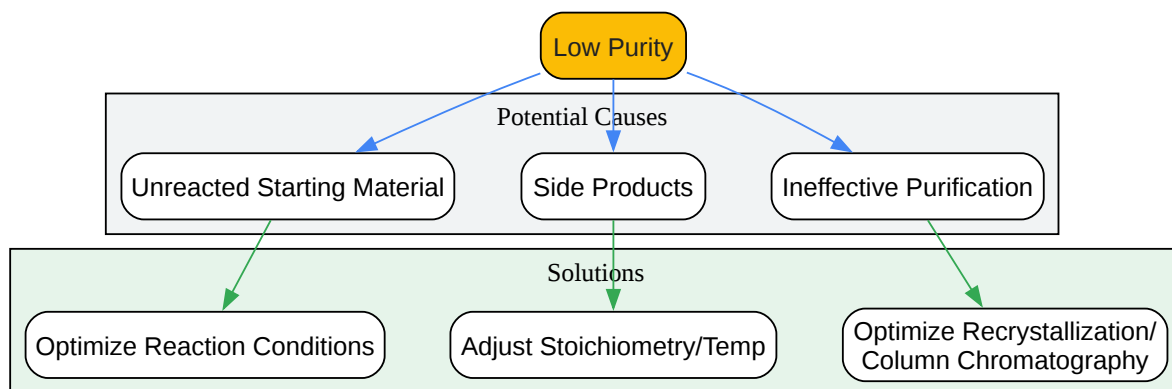 Low Purity
Potential Causes
Unreacted Starting Material
Side Products
Ineffective Purification
Solutions
Optimize Reaction Conditions
Adjust Stoichiometry/Temp
Optimize Recrystallization/
Column Chromatography